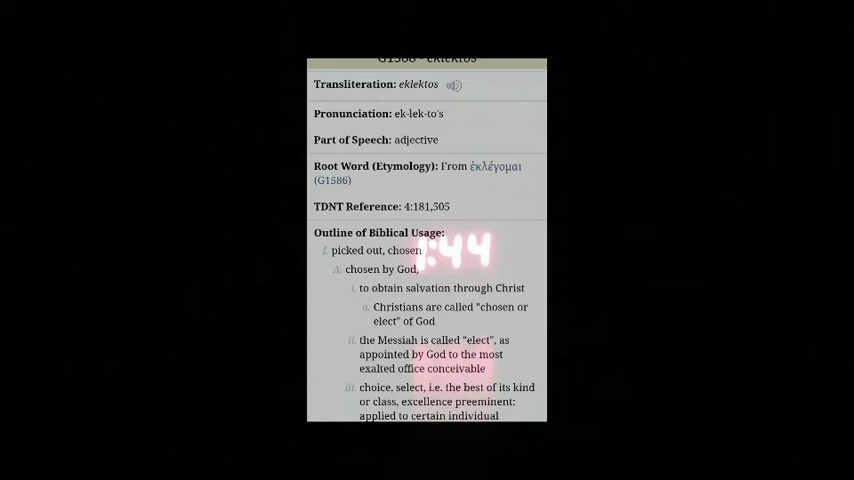 G1588 - eklektos
Transliteration: eklektos
Pronunciation: ek-lek-to's
Part of Speech: adjective
Root Word (Etymology): From ἐκλέγομαι
(G1586)
TDNT Reference: 4:181,505
Outline of Biblical Usage:
I. picked out, chosen
1:44
A. chosen by God,
i. to obtain salvation through Christ
a. Christians are called "chosen or
elect" of God
ii. the Messiah is called "elect", as
appointed by God to the most
exalted office conceivable
iii. choice, select, i.e. the best of its kind
or class, excellence preeminent:
applied to certain individual